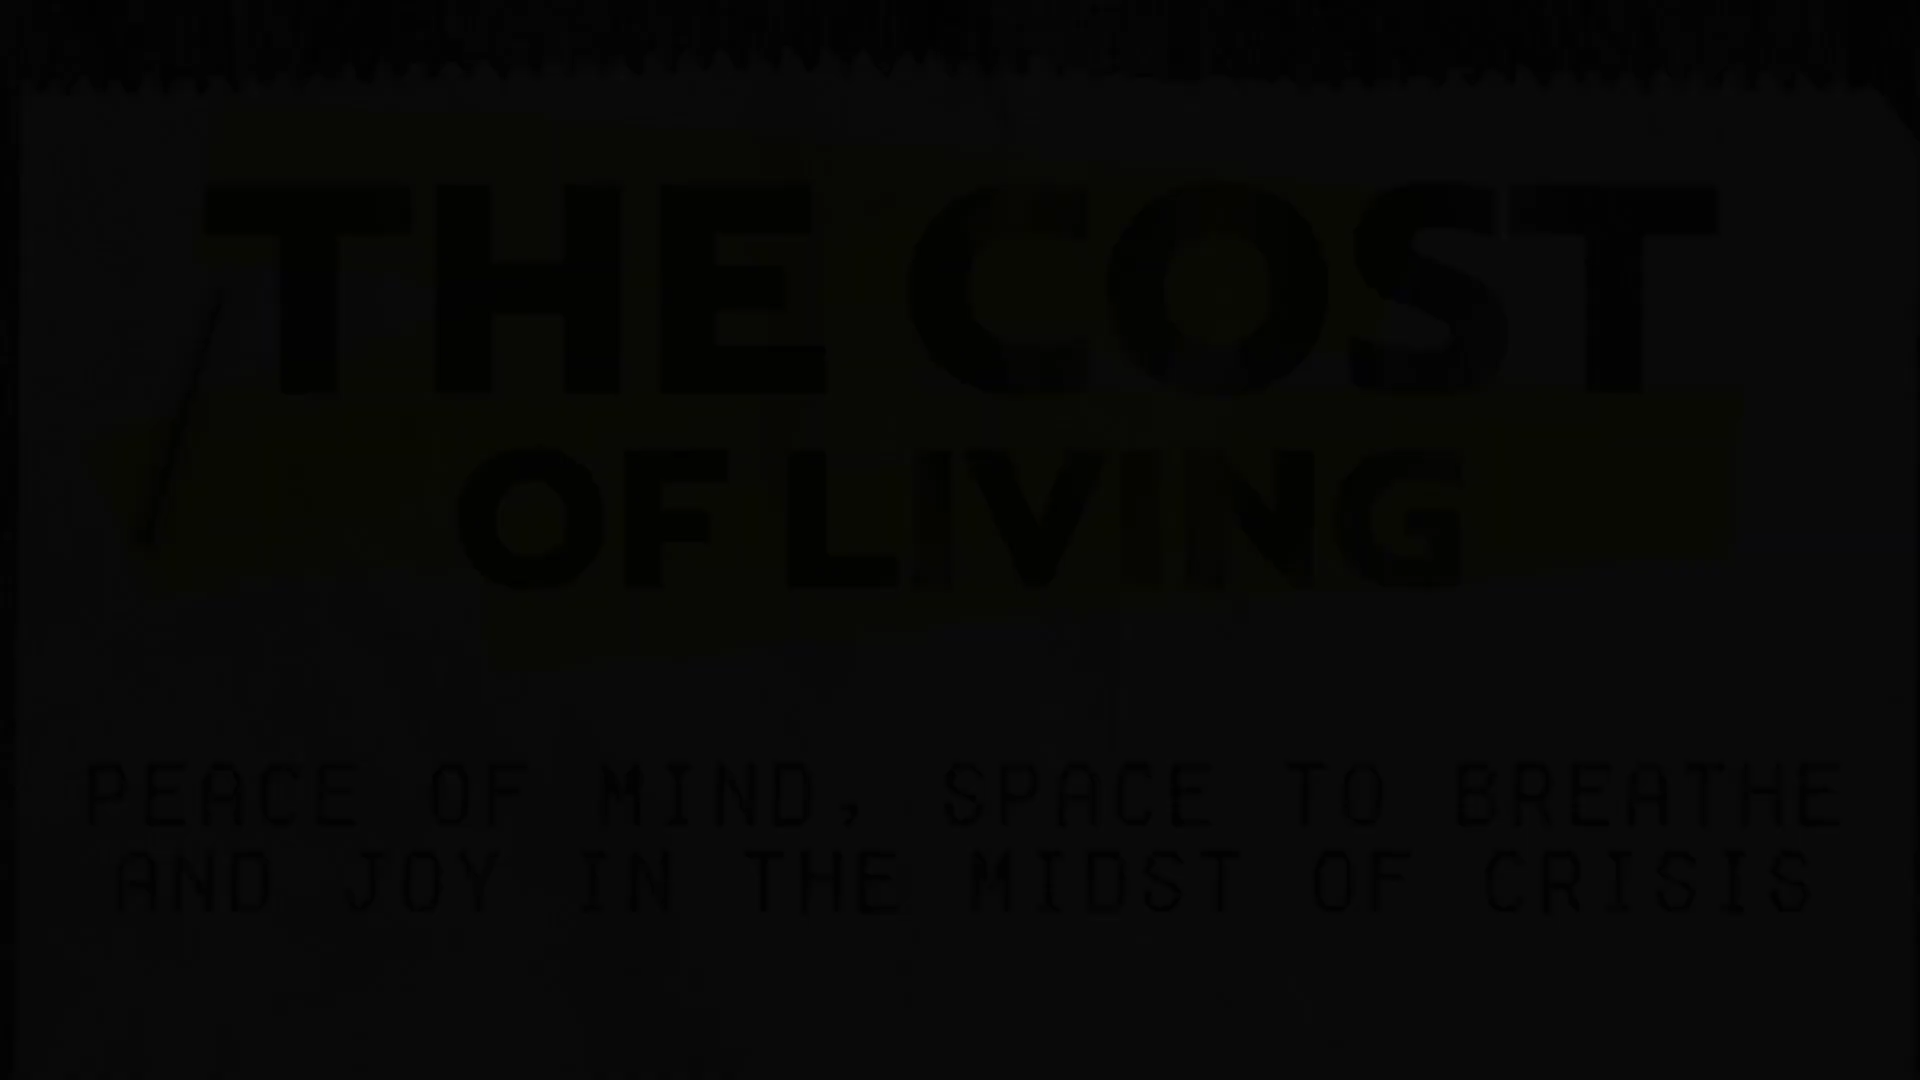 THE COST
OF LIVING
PEACE OF MIND, SPACE TO BREATHE
AND JOY IN THE MIDST OF CRISIS